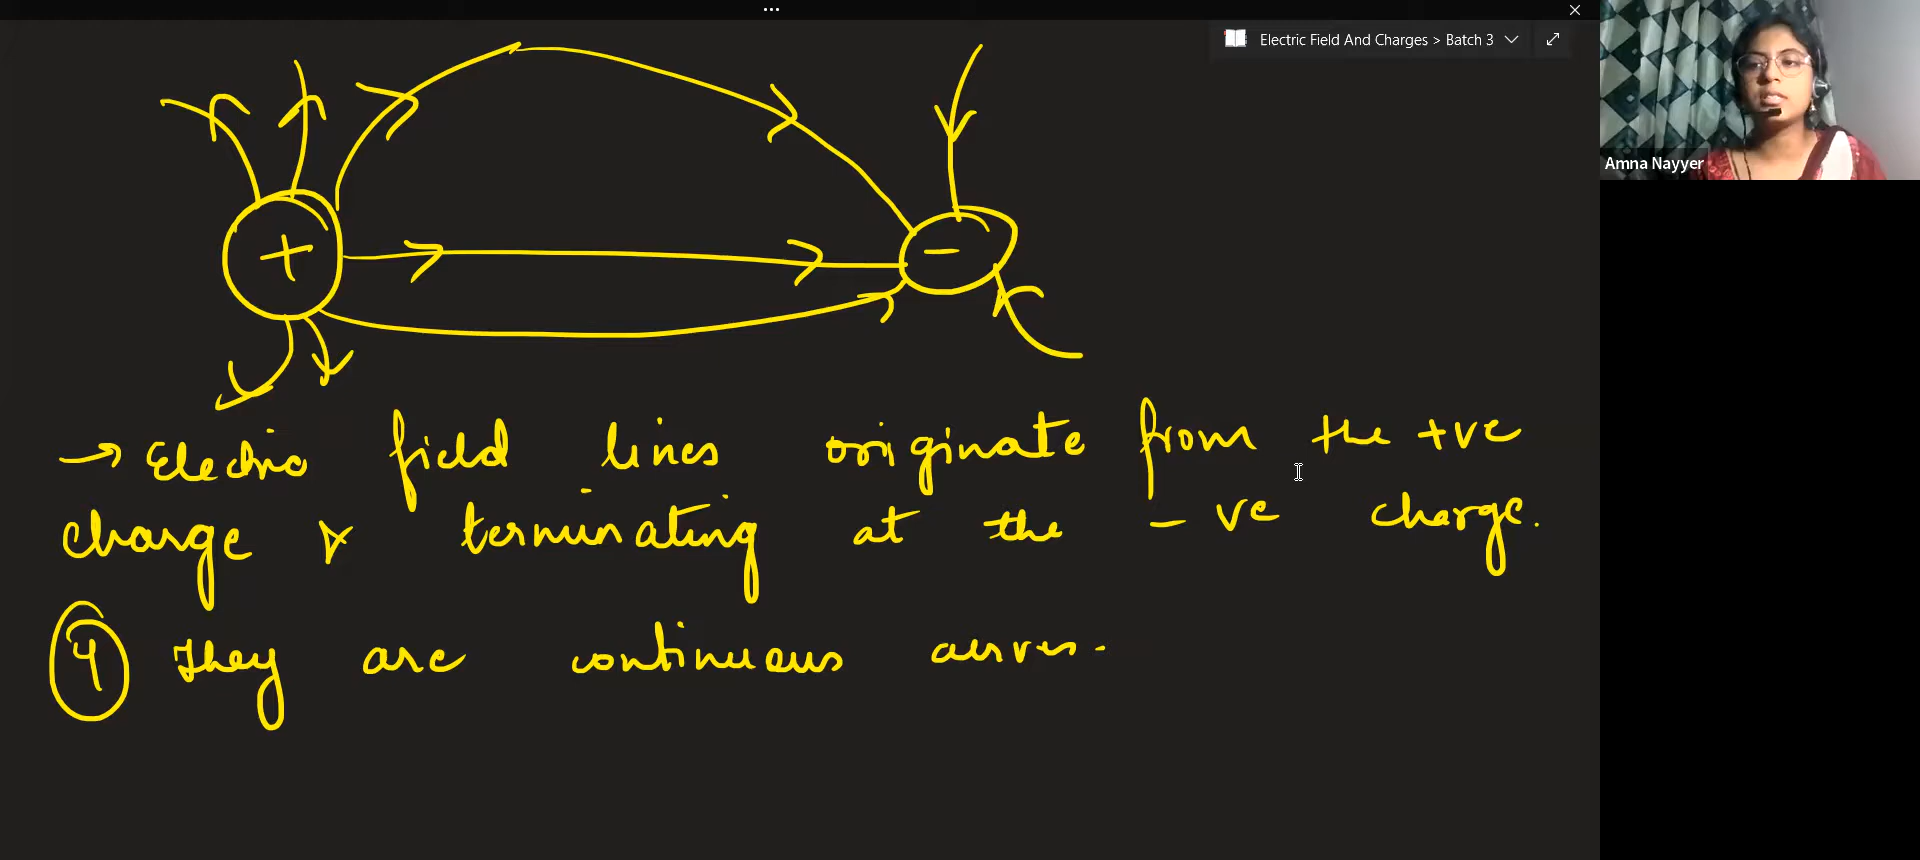 Electric Field And Charges > Batch 3
Amna Nayyer
+
-
→ Electric field lines originate from the +ve
charge & terminating at the -ve charge.
4 They are continuous curves.